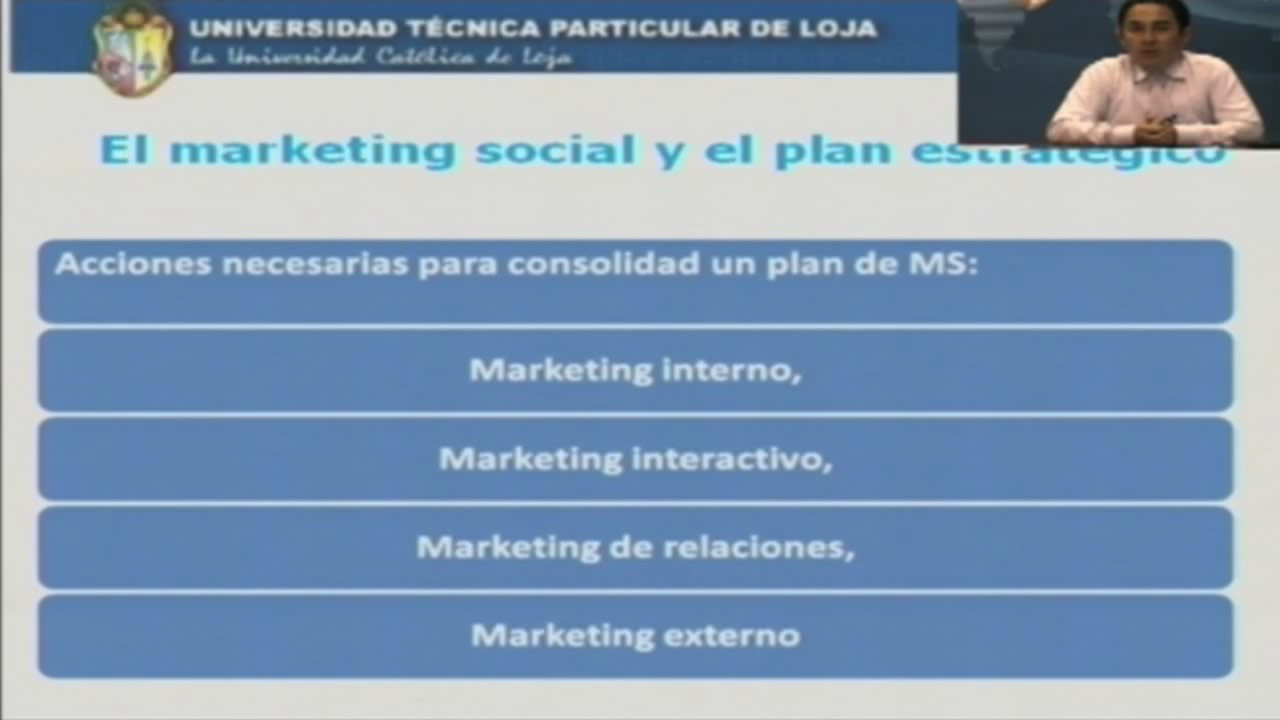 UNIVERSIDAD TÉCNICA PARTICULAR DE LOJA
La Universidad Católica de Loja
El marketing social y el plan estratégico
Acciones necesarias para consolidad un plan de MS:
Marketing interno,
Marketing interactivo,
Marketing de relaciones,
Marketing externo